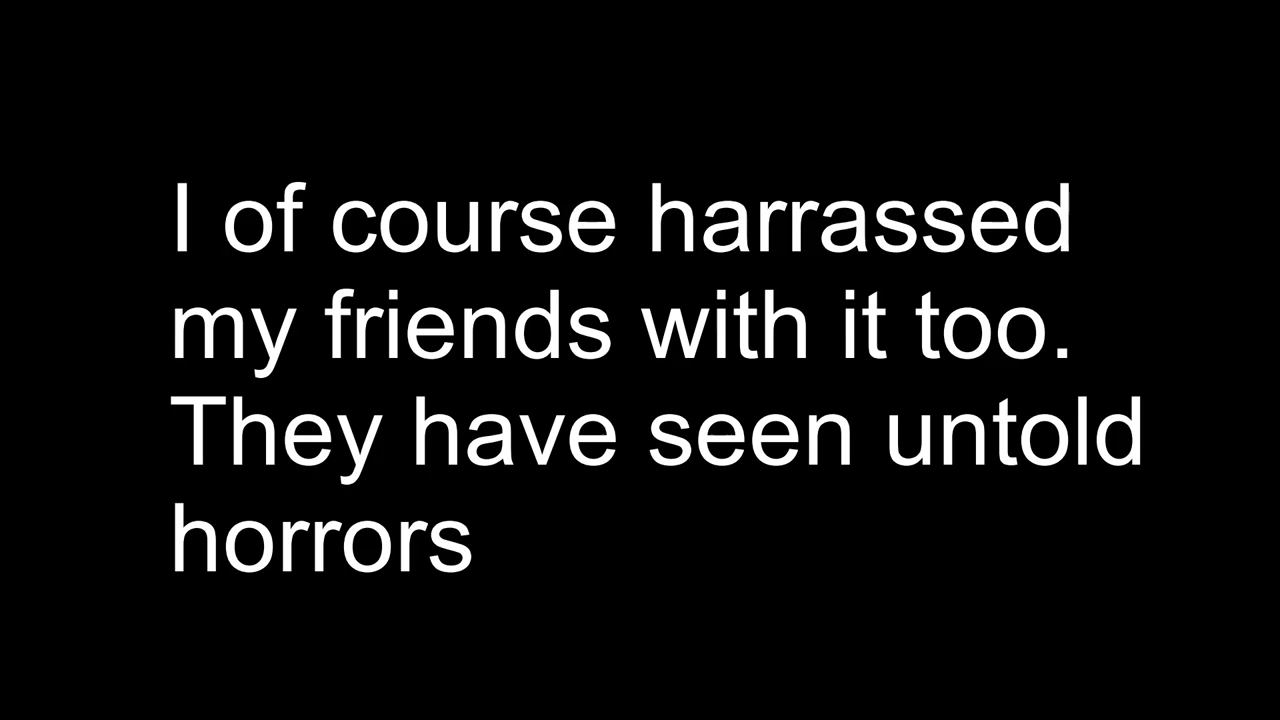 I of course harrassed
my friends with it too.
They have seen untold
horrors